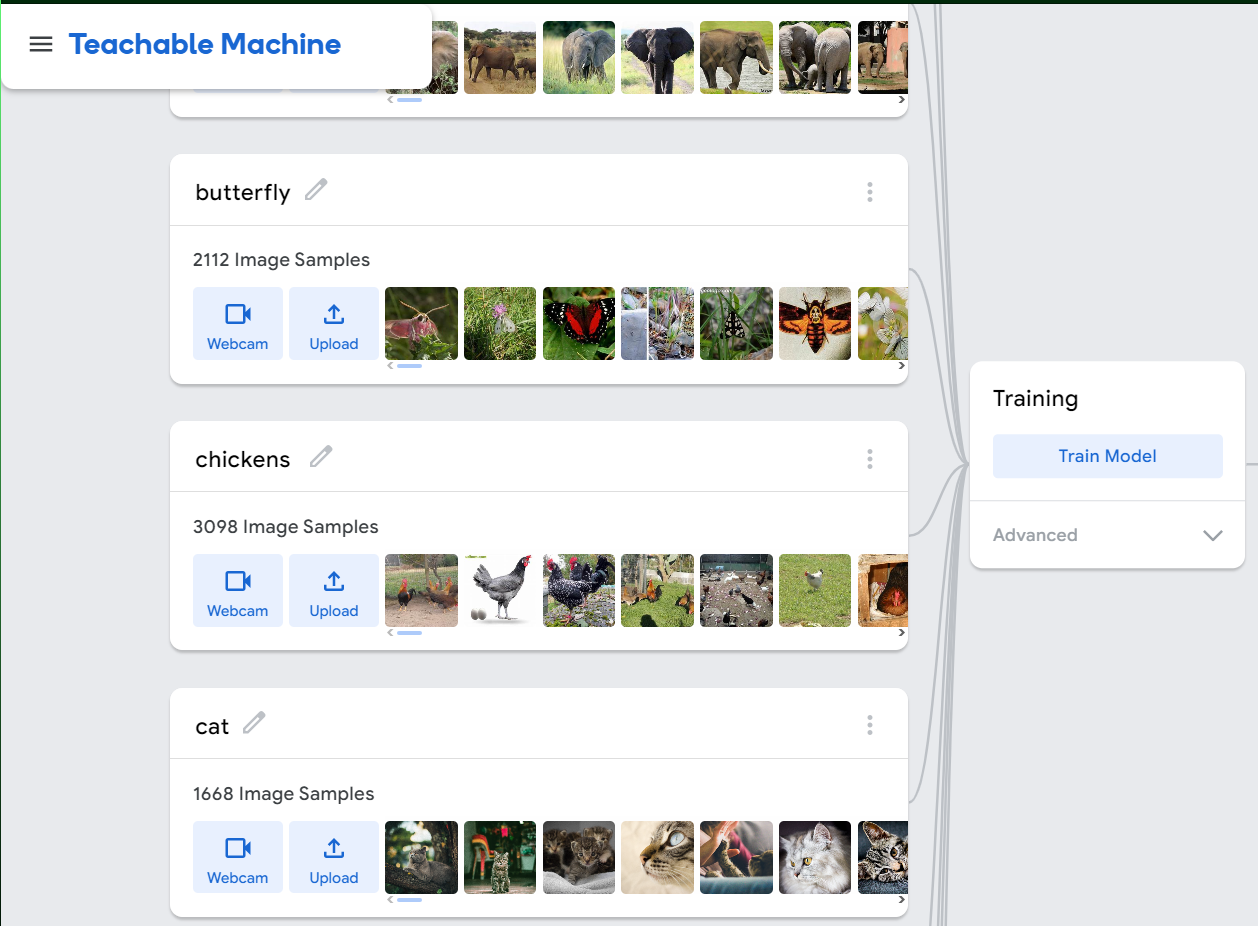 Teachable Machine
butterfly
2112 Image Samples
Webcam
Upload
chickens
3098 Image Samples
Webcam
Upload
cat
1668 Image Samples
Webcam
Upload
Training
Train Model
Advanced